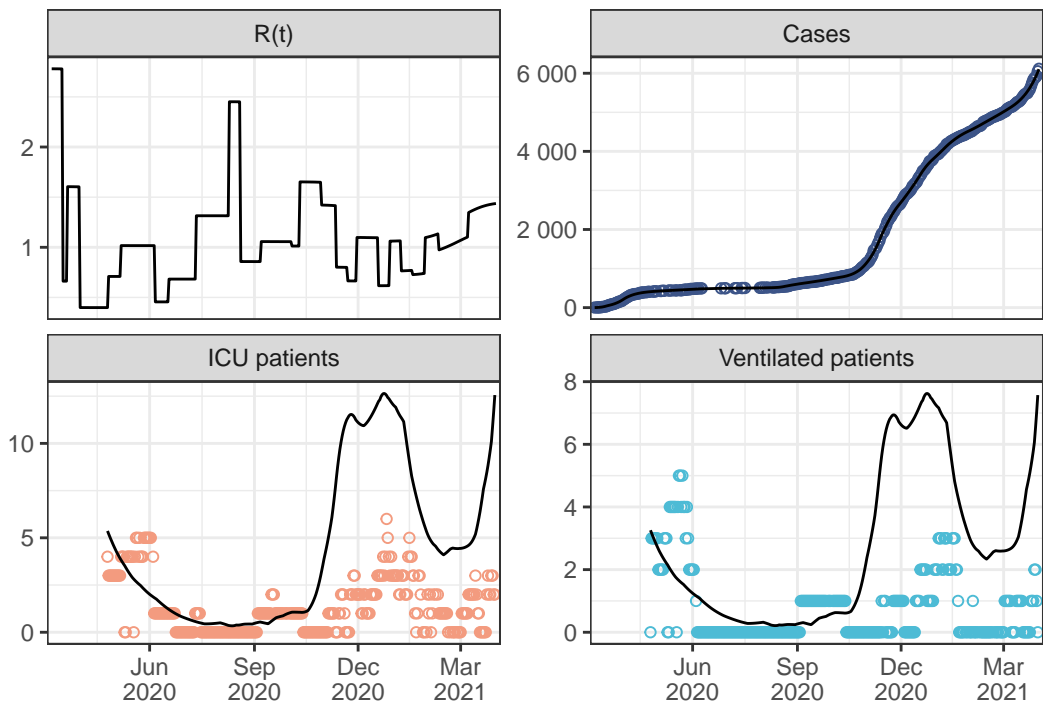 R(t)
Cases
2
1
6 000
4 000
2 000
0
ICU patients
Ventilated patients
10
5
0
8
6
4
2
0
Jun Sep Dec Mar
2020 2020 2020 2021
Jun Sep Dec Mar
2020 2020 2020 2021